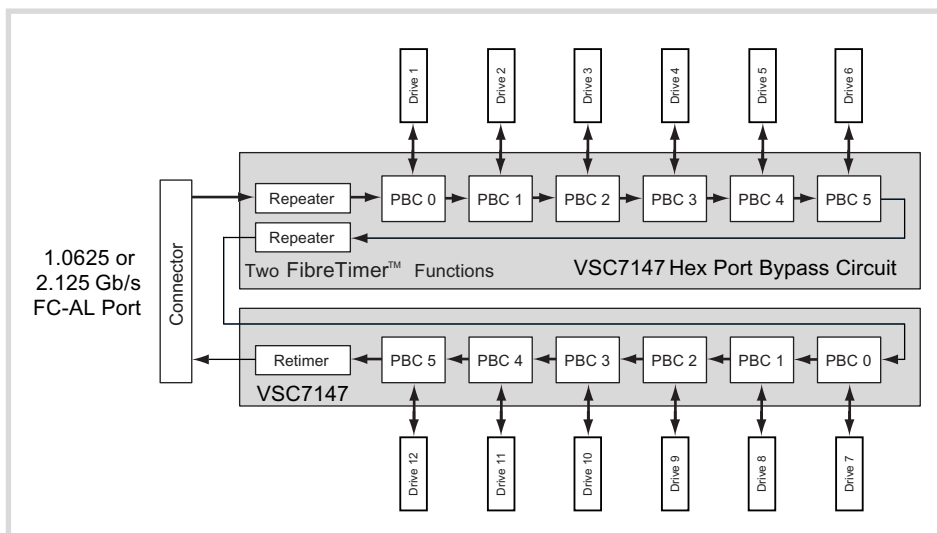 Drive 1
Drive 2
Drive 3
Drive 4
Drive 5
Drive 6
Repeater
PBC 0
PBC 1
PBC 2
PBC 3
PBC 4
PBC 5
Repeater
Two FibreTimer™ Functions
VSC7147 Hex Port Bypass Circuit
1.0625 or
2.125 Gb/s
FC-AL Port
Connector
Retimer
PBC 5
PBC 4
PBC 3
PBC 2
PBC 1
PBC 0
VSC7147
Drive 12
Drive 11
Drive 10
Drive 9
Drive 8
Drive 7